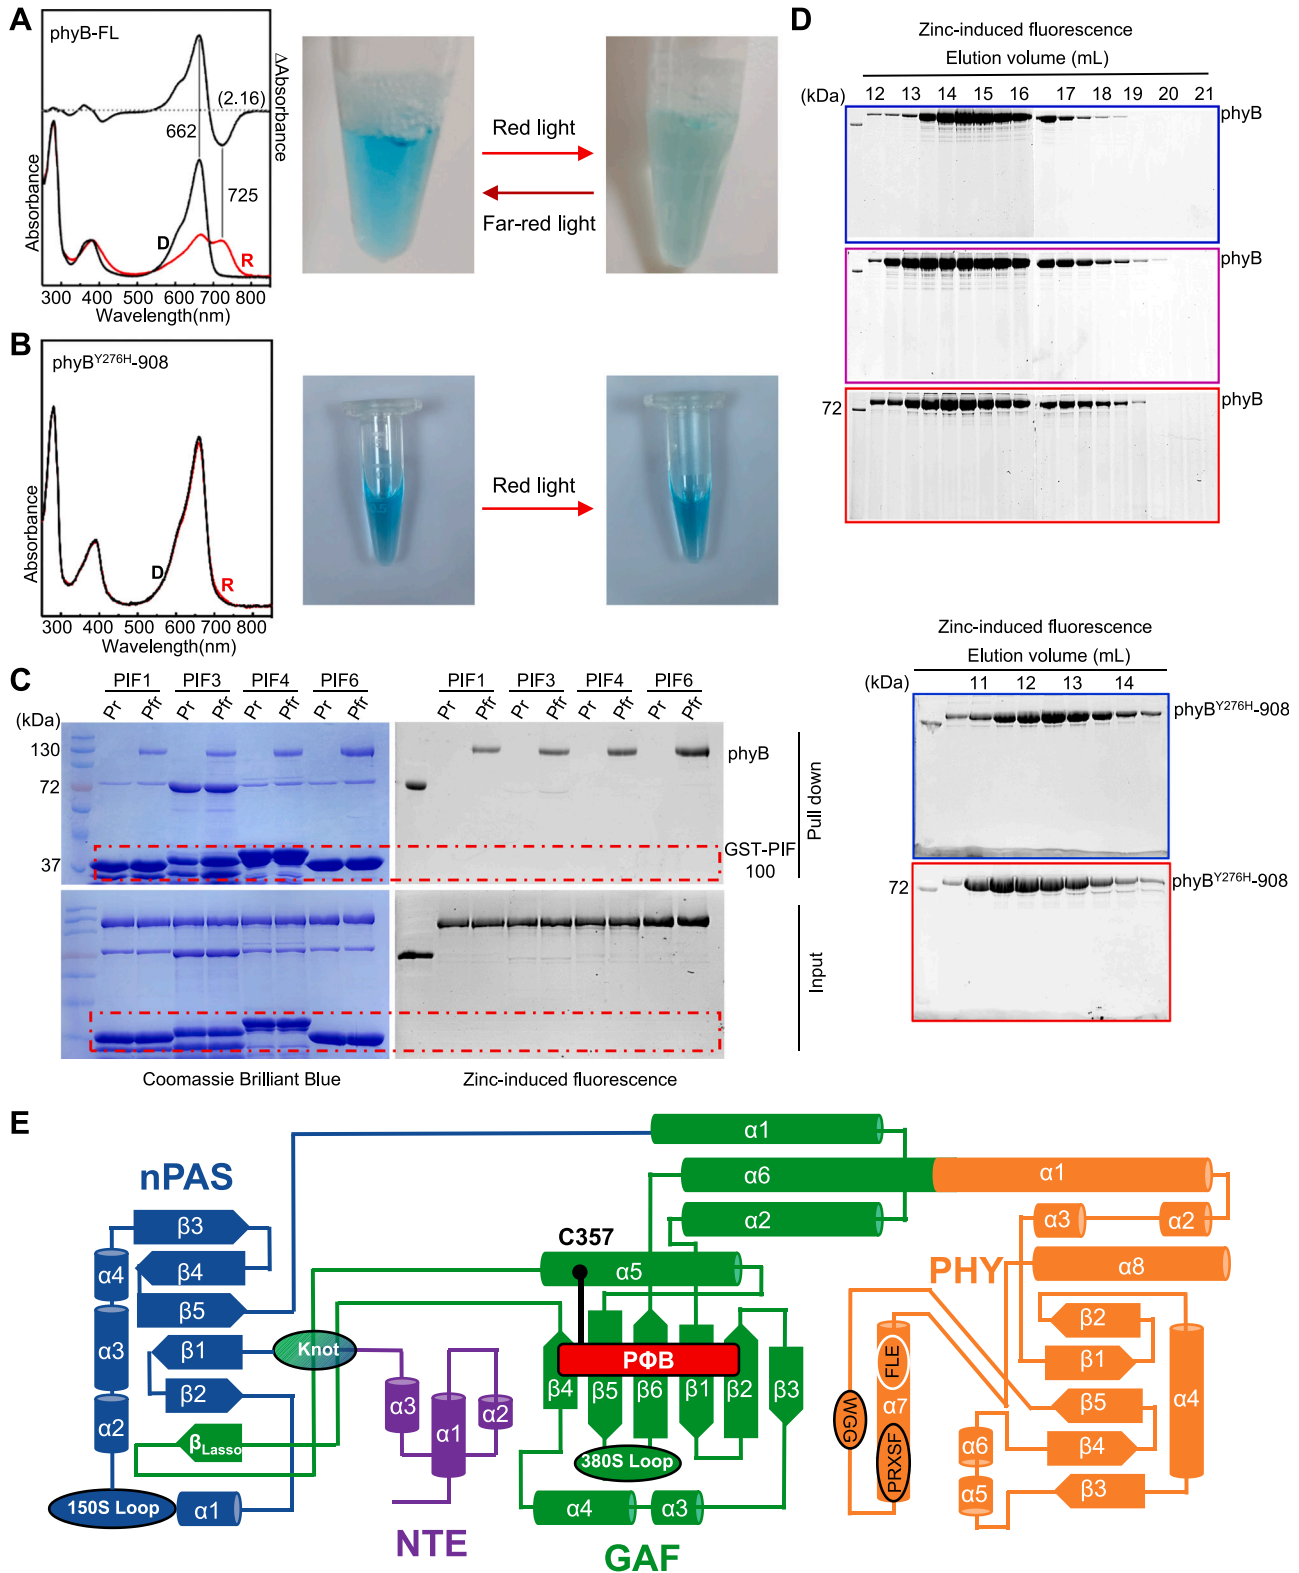 A
phyB-FL
(2.16)
662
725
D
R
Absorbance
ΔAbsorbance
300 400 500 600 700 800
Wavelength(nm)
Red light
Far-red light
B
phyBY276H-908
D
R
Absorbance
300 400 500 600 700 800
Wavelength(nm)
Red light
C
PIF1 PIF3 PIF4 PIF6
Pr Pfr Pr Pfr Pr Pfr Pr Pfr
PIF1 PIF3 PIF4 PIF6
Pr Pfr Pr Pfr Pr Pfr Pr Pfr
(kDa)
130
72
37
phyB
GST-PIF
100
Pull down
Input
Coomassie Brilliant Blue
Zinc-induced fluorescence
D
Zinc-induced fluorescence
Elution volume (mL)
(kDa) 12 13 14 15 16 17 18 19 20 21
phyB
phyB
72
phyB
Zinc-induced fluorescence
Elution volume (mL)
(kDa) 11 12 13 14
phyBY276H-908
72
phyBY276H-908
E
nPAS
β3
β4
β5
β1
β2
α4
α3
α2
βLasso
150S Loop
α1
Knot
α3
α1
α2
NTE
α1
α6
α2
C357
α5
PΦB
β4
β5
β6
β1
β2
β3
380S Loop
α4
α3
GAF
α1
α3
α2
PHY
α8
β2
β1
β5
β4
β3
α4
α6
α5
WGG
FLE
α7
PRXSF